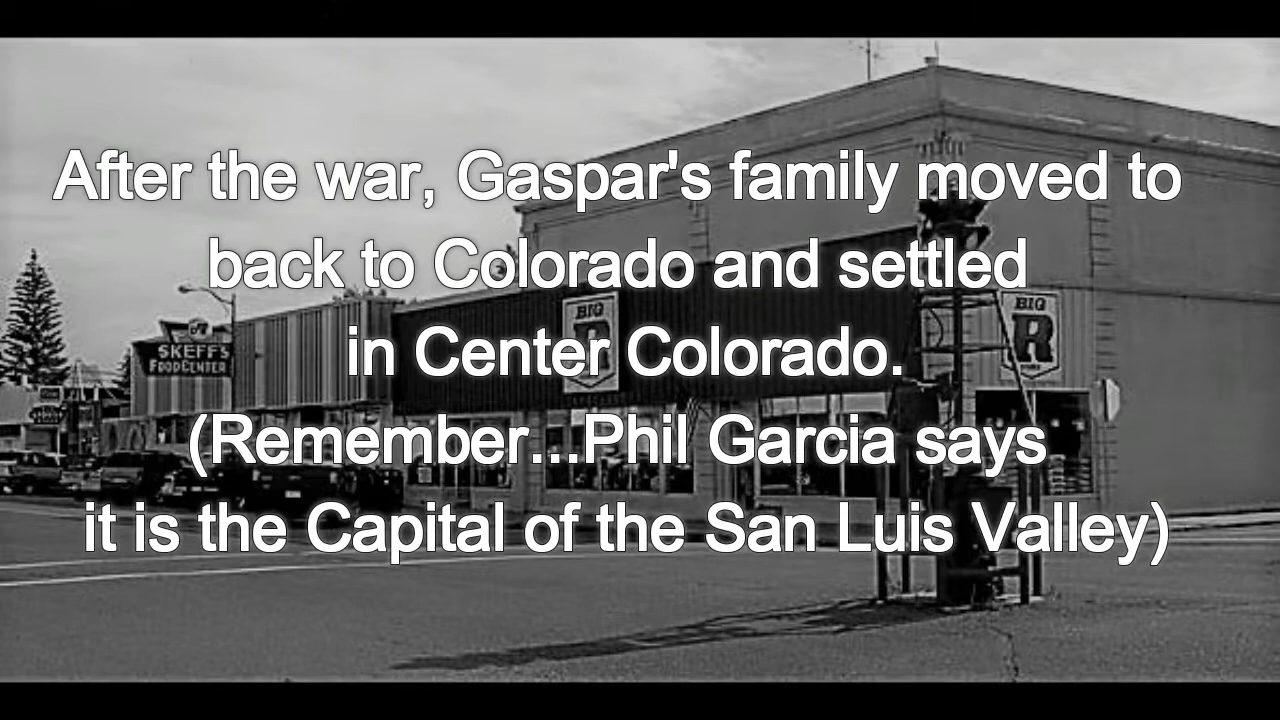 After the war, Gaspar's family moved to
back to Colorado and settled
in Center Colorado.
(Remember...Phil Garcia says
it is the Capital of the San Luis Valley)
SKEFF'S
FOOD CENTER
BIG
R
BIG
R